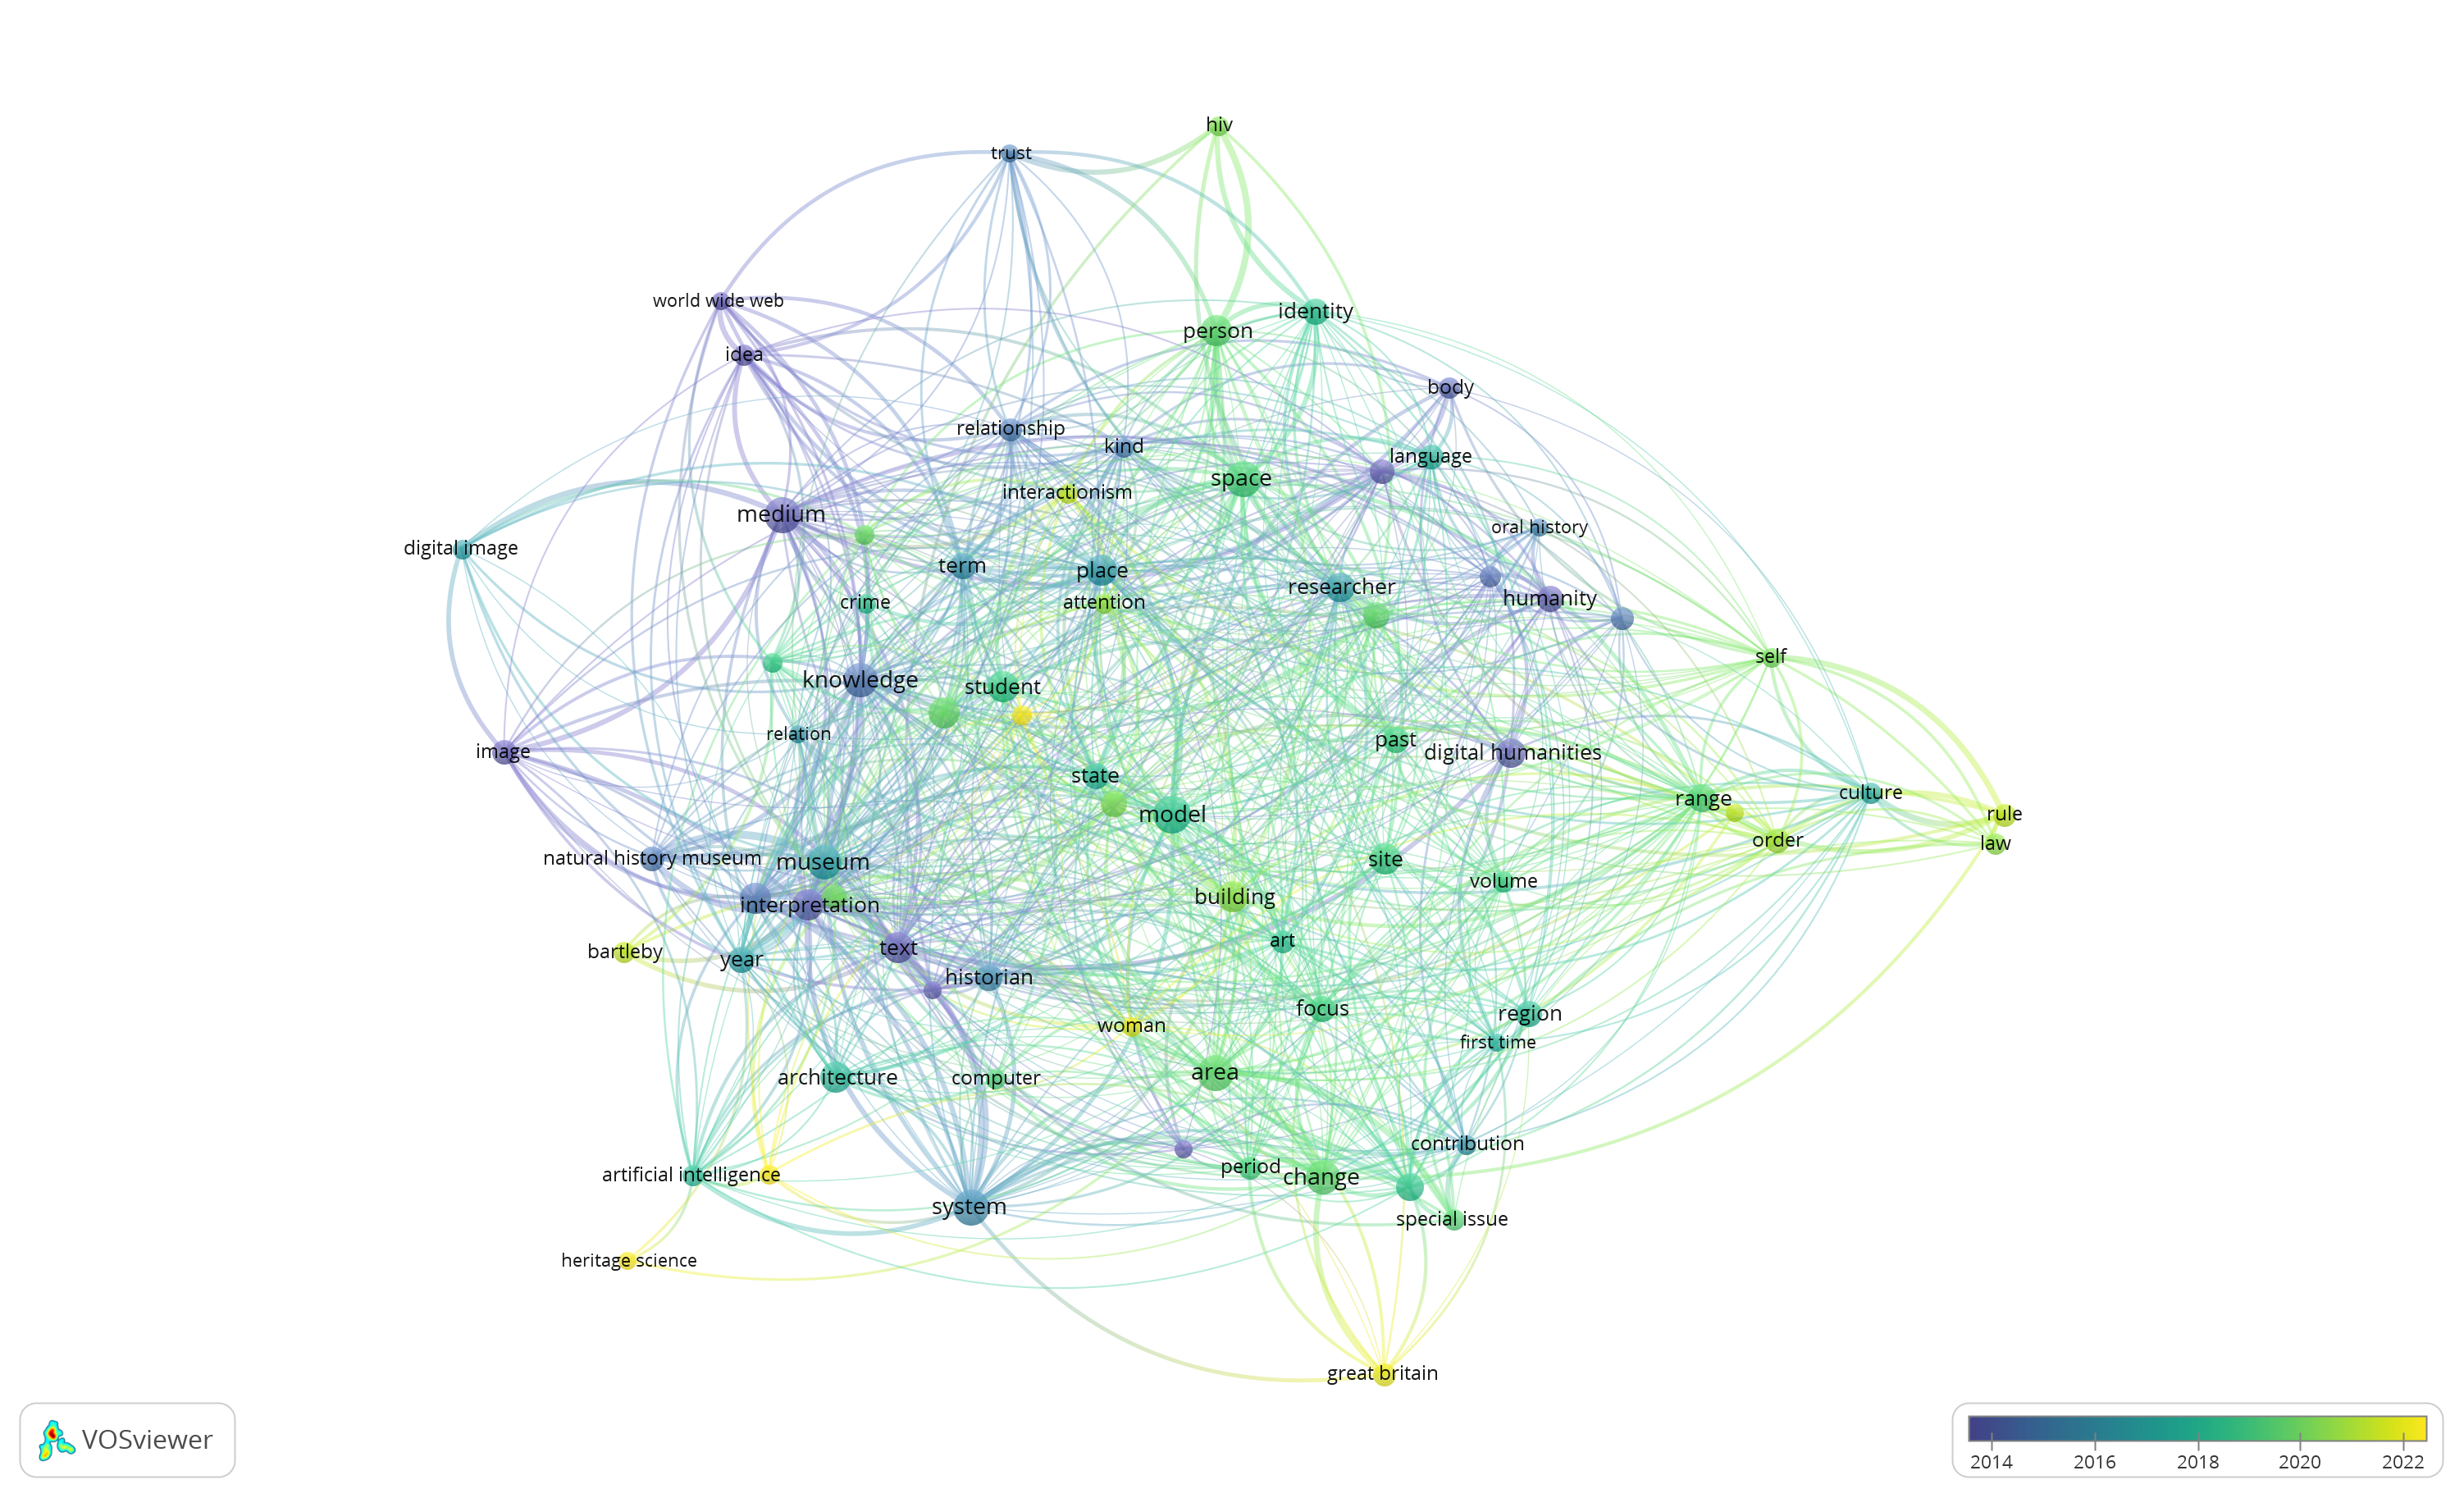 hiv
trust
world wide web
identity
person
idea
body
relationship
kind
language
space
interactionism
medium
oral history
digital image
term
place
researcher
humanity
attention
crime
self
knowledge
student
relation
past
image
digital humanities
state
culture
range
model
rule
order
law
natural history museum
museum
site
volume
building
interpretation
art
text
bartleby
year
historian
focus
region
woman
first time
area
architecture
computer
contribution
period
artificial intelligence
change
system
special issue
heritage science
great britain
VOSviewer
2014 2016 2018 2020 2022